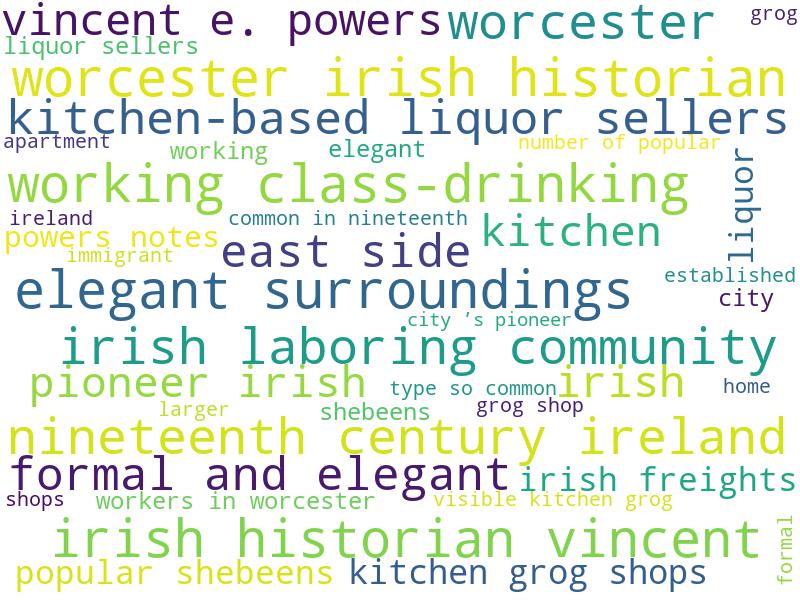 vincent e. powers worcester grog
liquor sellers
worcester irish historian
kitchen-based liquor sellers
apartment working elegant number of popular
working class-drinking liquor
ireland common in nineteenth kitchen
powers notes east side
immigrant established
elegant surroundings city
city ’s pioneer
irish laboring community
pioneer irish type so common irish home
larger shebeens grog shop
nineteenth century ireland
formal and elegant irish freights
shops workers in worcester visible kitchen grog
irish historian vincent formal
popular shebeens kitchen grog shops